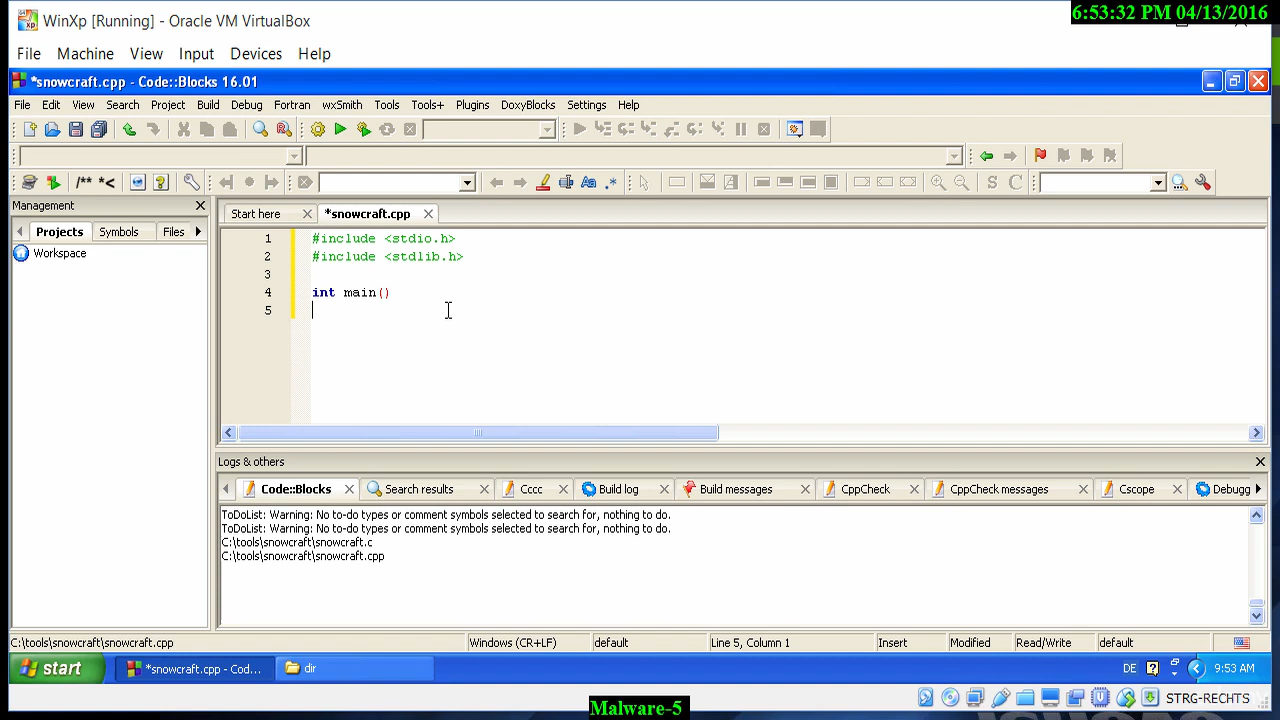 WinXp [Running] - Oracle VM VirtualBox
6:53:32 PM 04/13/2016
File Machine View Input Devices Help
*snowcraft.cpp - Code::Blocks 16.01
File Edit View Search Project Build Debug Fortran wxSmith Tools Tools+ Plugins DoxyBlocks Settings Help
/** *< .*
S C
Management
Start here *snowcraft.cpp
Projects Symbols Files
Workspace
1 #include <stdio.h>
2 #include <stdlib.h>
3
4 int main()
5
Logs & others
Code::Blocks Search results Cccc Build log Build messages CppCheck CppCheck messages Cscope Debugg
ToDoList: Warning: No to-do types or comment symbols selected to search for, nothing to do.
ToDoList: Warning: No to-do types or comment symbols selected to search for, nothing to do.
C:\tools\snowcraft\snowcraft.c
C:\tools\snowcraft\snowcraft.cpp
C:\tools\snowcraft\snowcraft.cpp Windows (CR+LF) default Line 5, Column 1 Insert Modified Read/Write default
start *snowcraft.cpp - Cod... dir DE 9:53 AM
STRG-RECHTS
Malware-5